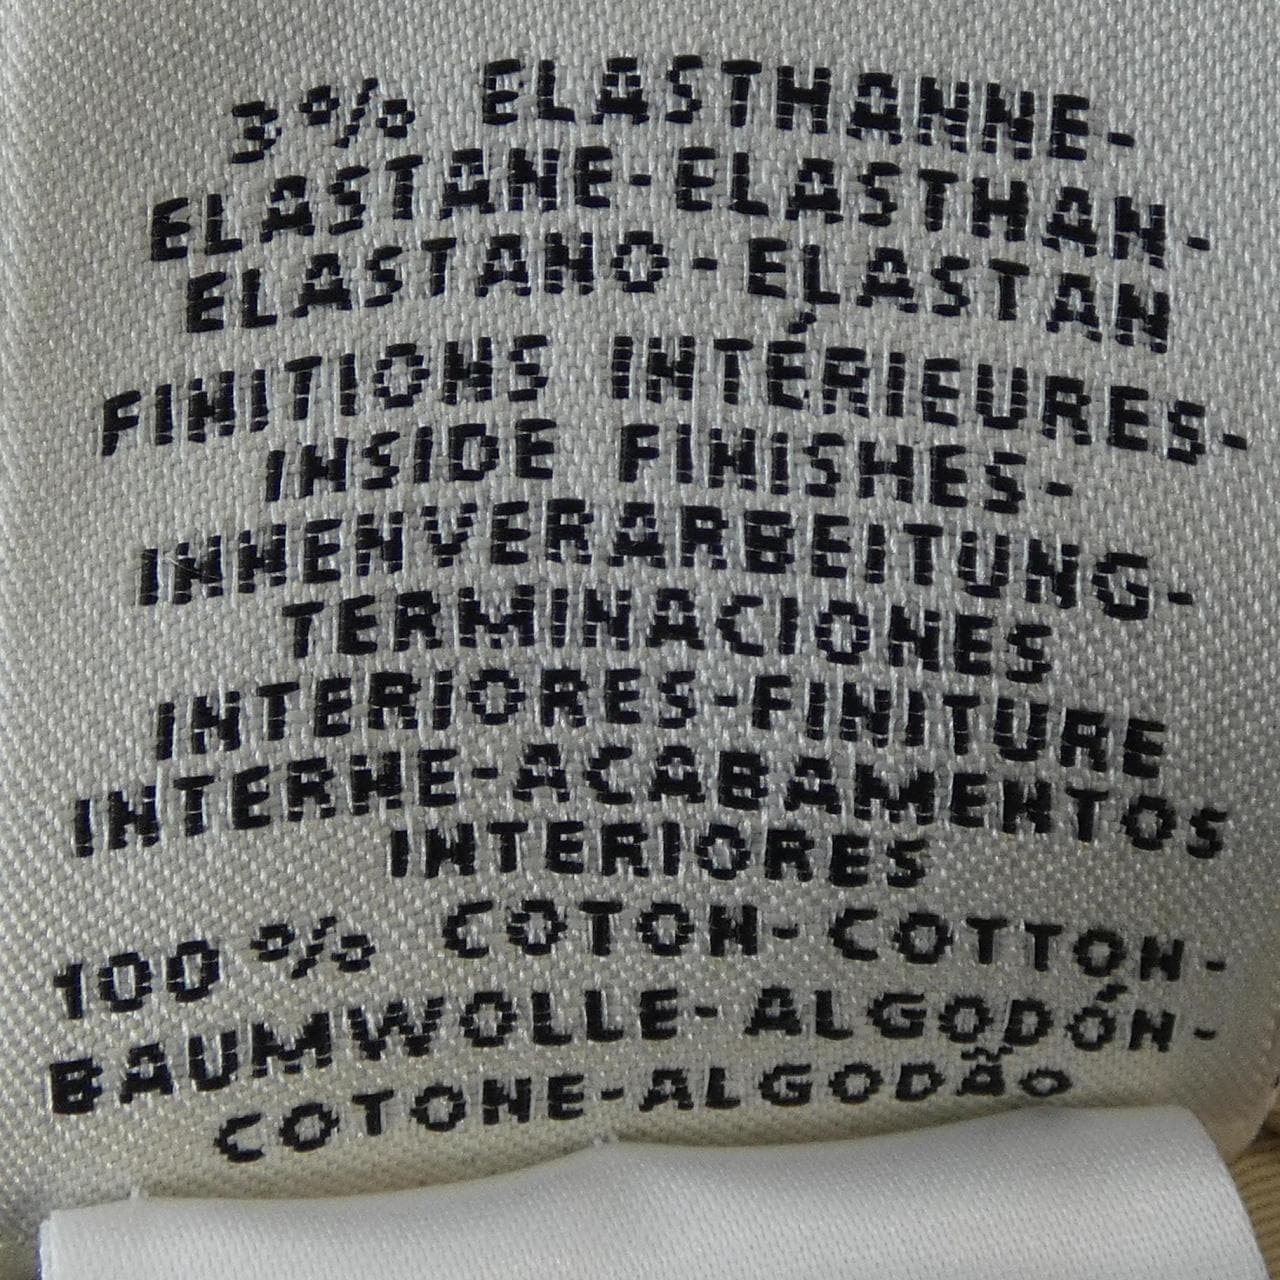 3% ELASTHANNE-
ELASTANE-ELASTHAN-
ELASTANO-ELASTAN
FINITIONS INTÉRIEURES-
INSIDE FINISHES-
INNENVERARBEITUNG-
TERMINACIONES
INTERIORES-FINITURE
INTERNE-ACABAMENTOS
INTERIORES
100 % COTON-COTTON-
BAUMWOLLE-ALGODÓN-
COTONE-ALGODÃO